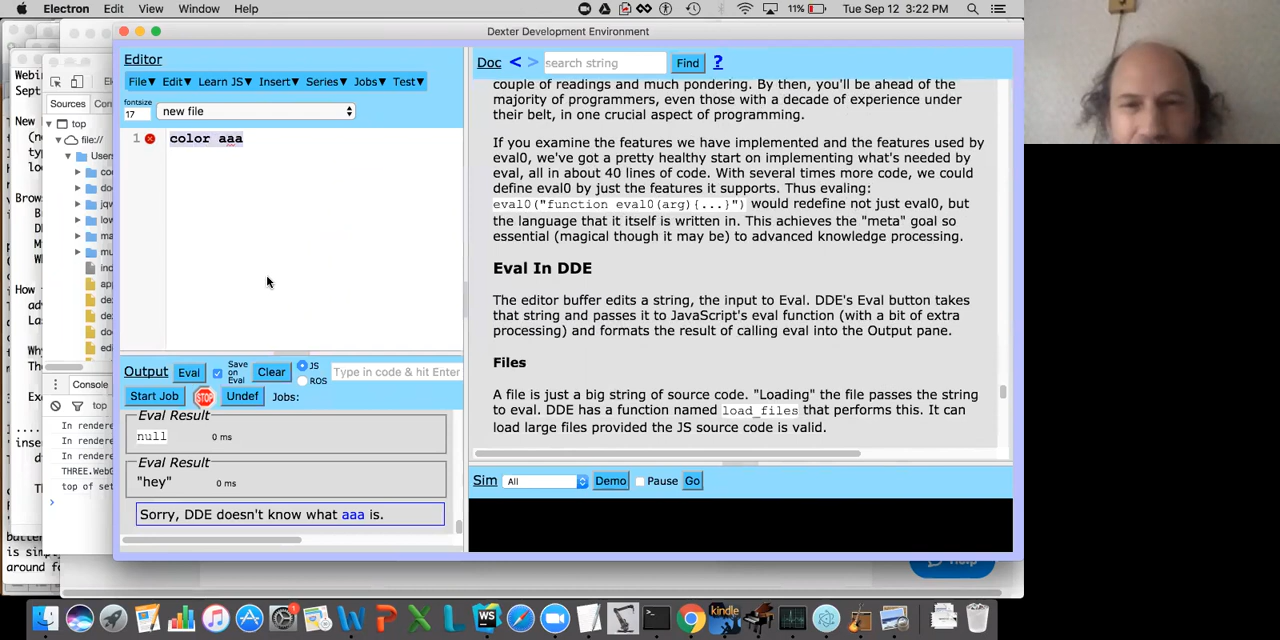 Electron Edit View Window Help
11% Tue Sep 12 3:22 PM
Dexter Development Environment
Editor
File▾ Edit▾ Learn JS▾ Insert▾ Series▾ Jobs▾ Test▾
fontsize
17 new file
1 color aaa
Output Eval Save on Eval Clear JS ROS Type in code & hit Enter
Start Job STOP Undef Jobs:
Eval Result
null 0 ms
Eval Result
"hey" 0 ms
Sorry, DDE doesn't know what aaa is.
Doc < > search string Find ?
couple of readings and much pondering. By then, you'll be ahead of the
majority of programmers, even those with a decade of experience under
their belt, in one crucial aspect of programming.
If you examine the features we have implemented and the features used by
eval0, we've got a pretty healthy start on implementing what's needed by
eval, all in about 40 lines of code. With several times more code, we could
define eval0 by just the features it supports. Thus evaling:
eval0("function eval0(arg){...}") would redefine not just eval0, but
the language that it itself is written in. This achieves the "meta" goal so
essential (magical though it may be) to advanced knowledge processing.
Eval In DDE
The editor buffer edits a string, the input to Eval. DDE's Eval button takes
that string and passes it to JavaScript's eval function (with a bit of extra
processing) and formats the result of calling eval into the Output pane.
Files
A file is just a big string of source code. "Loading" the file passes the string
to eval. DDE has a function named load_files that performs this. It can
load large files provided the JS source code is valid.
Sim All Demo Pause Go
Sources
top
file://
Console
top
In rendere
In rendere
In rendere
THREE.WebG
top of set
Help
WS
kindle